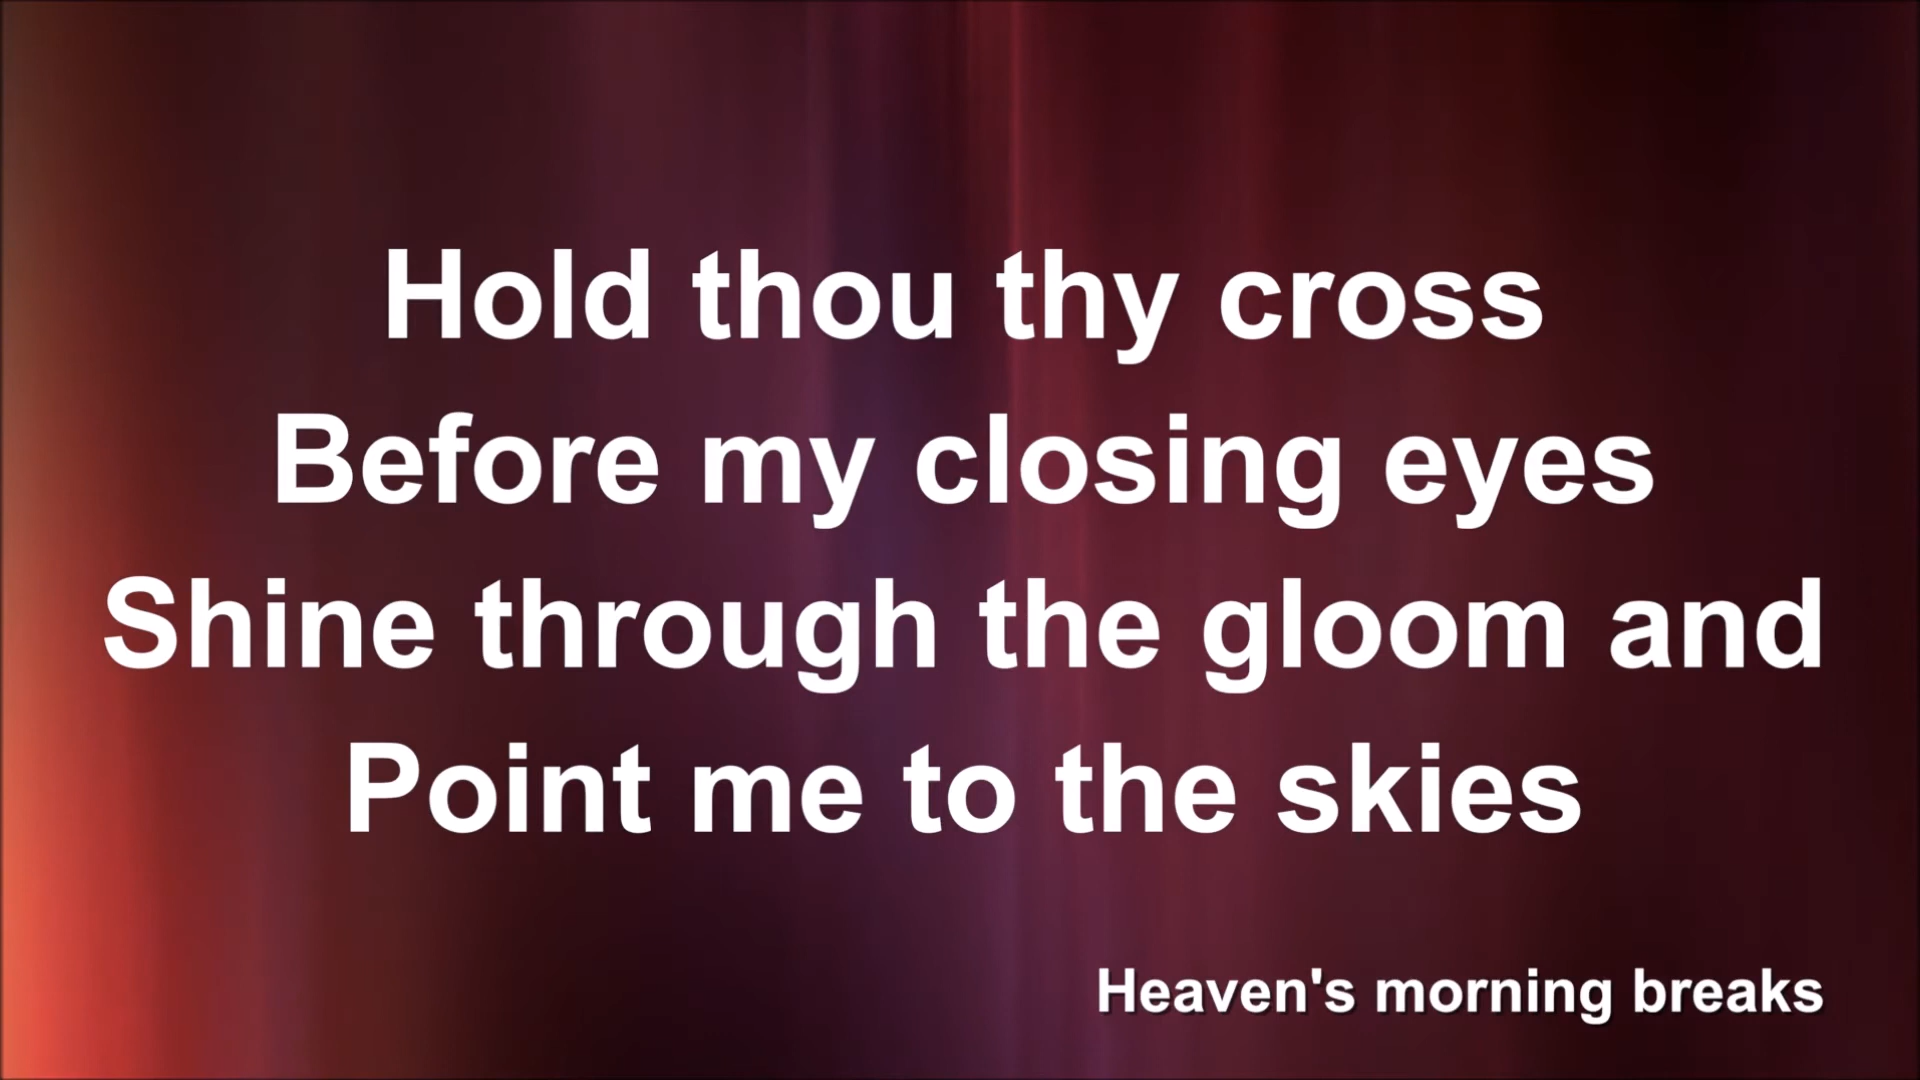 Hold thou thy cross
Before my closing eyes
Shine through the gloom and
Point me to the skies
Heaven's morning breaks